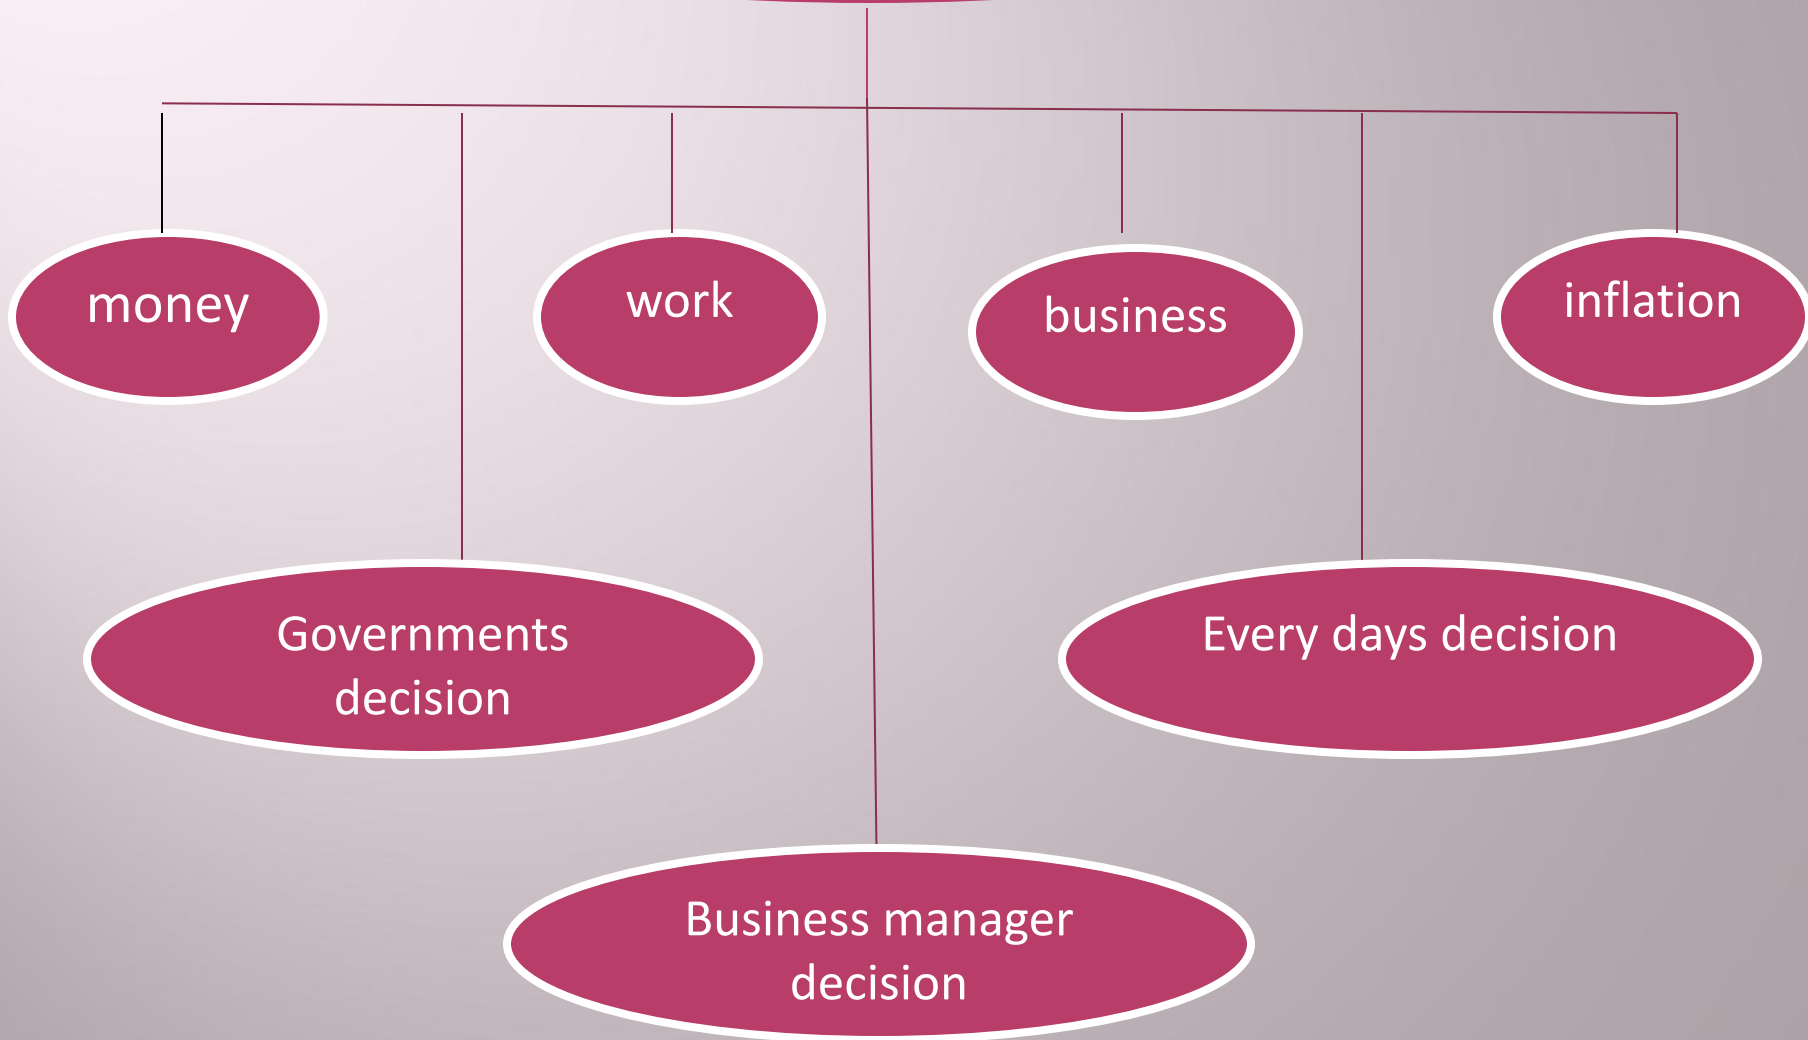 money
work
business
inflation
Governments
decision
Every days decision
Business manager
decision